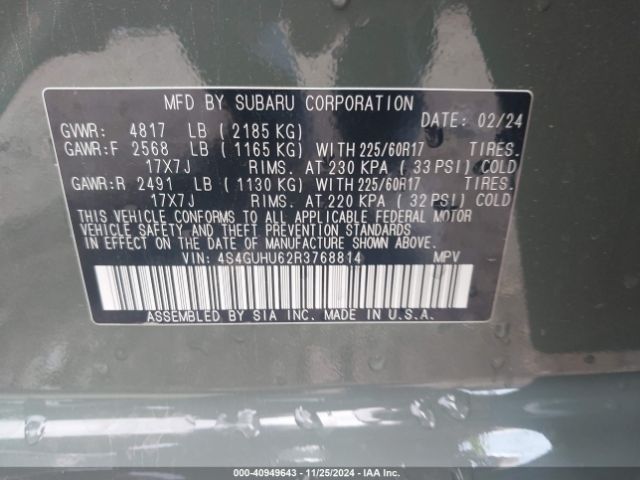 MFD BY SUBARU CORPORATION
DATE: 02/24
GVWR: 4817 LB (2185 KG)
GAWR:F 2568 LB (1165 KG) WITH 225/60R17 TIRES.
17X7J RIMS. AT 230 KPA (33 PSI) COLD
GAWR:R 2491 LB (1130 KG) WITH 225/60R17 TIRES.
17X7J RIMS. AT 220 KPA (32 PSI) COLD
THIS VEHICLE CONFORMS TO ALL APPLICABLE FEDERAL MOTOR
VEHICLE SAFETY AND THEFT PREVENTION STANDARDS
IN EFFECT ON THE DATE OF MANUFACTURE SHOWN ABOVE.
VIN: 4S4GUHU62R3768814 MPV
ASSEMBLED BY SIA INC. MADE IN U.S.A.
000-40949643 - 11/25/2024 - IAA Inc.